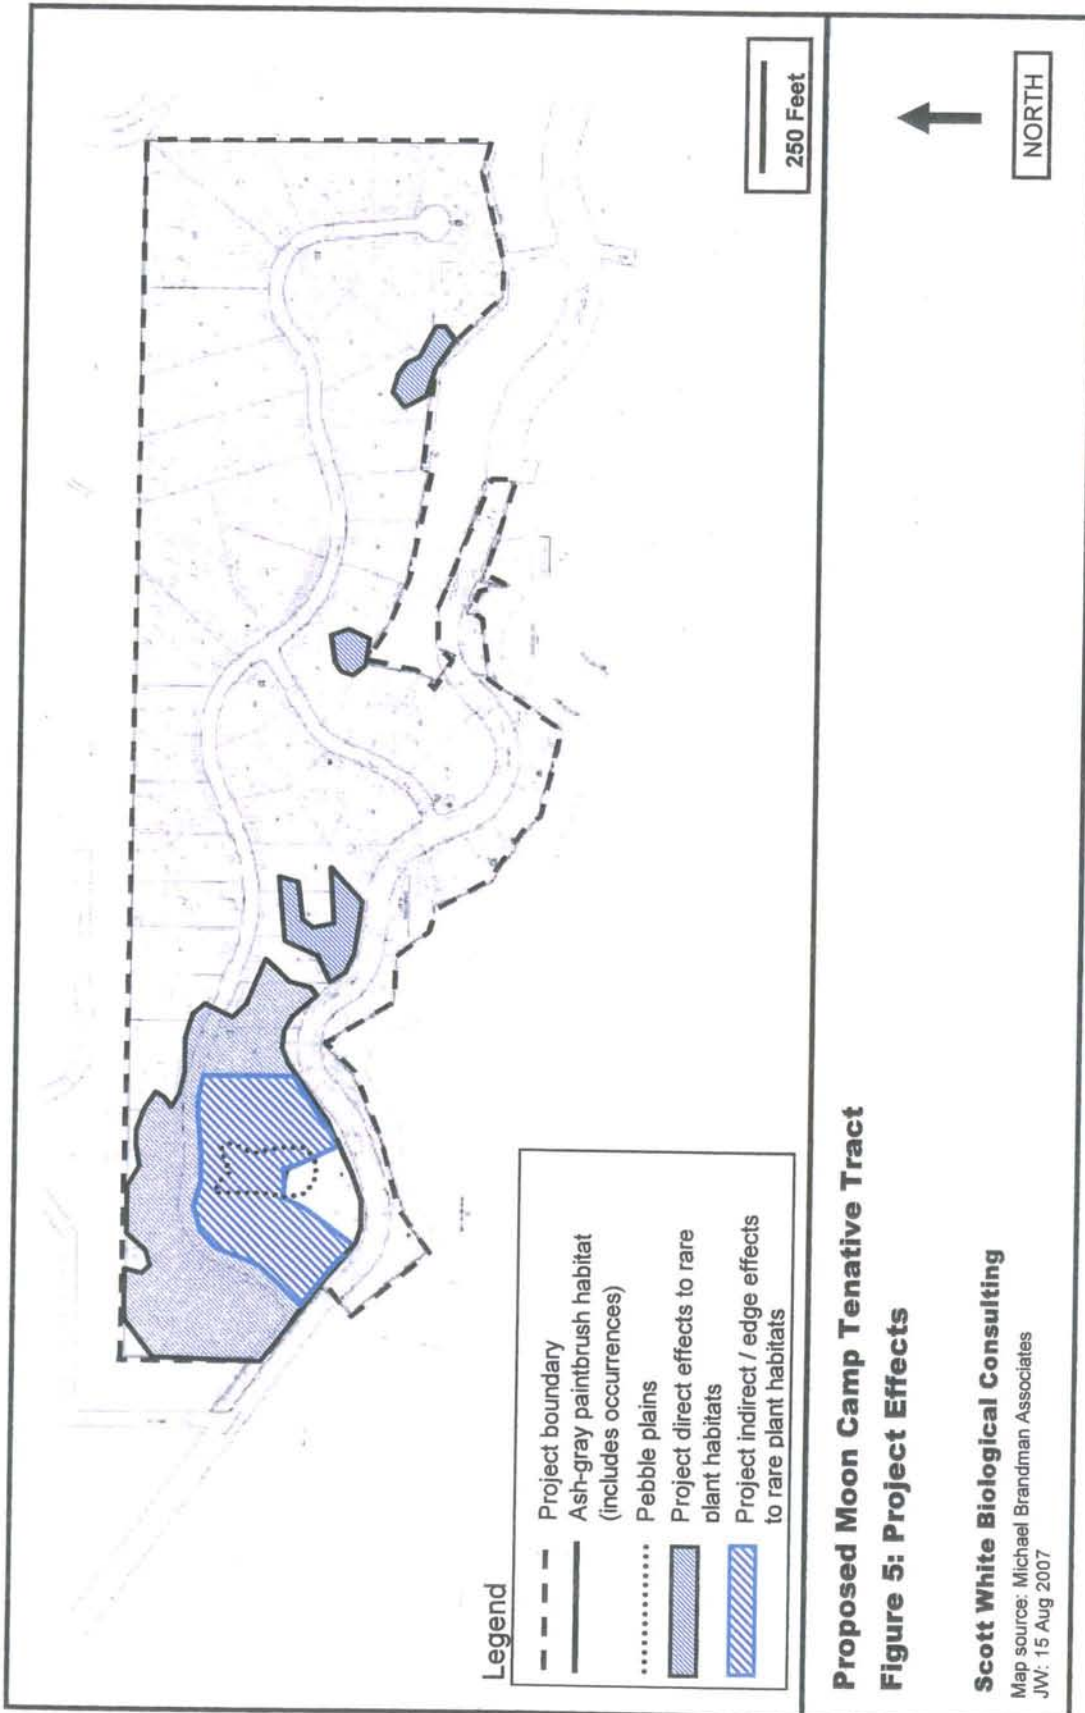 250 Feet
Legend
Project boundary
Ash-gray paintbrush habitat
(includes occurrences)
Pebble plains
Project direct effects to rare
plant habitats
Project indirect / edge effects
to rare plant habitats
Proposed Moon Camp Tenative Tract
Figure 5: Project Effects
Scott White Biological Consulting
Map source: Michael Brandman Associates
JW: 15 Aug 2007
NORTH